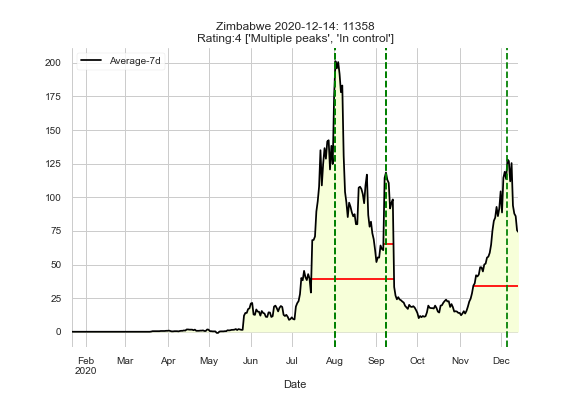 Zimbabwe 2020-12-14: 11358
Rating:4 ['Multiple peaks', 'In control']
Average-7d
200
175
150
125
100
75
50
25
0
Feb Mar Apr May Jun Jul Aug Sep Oct Nov Dec
2020
Date